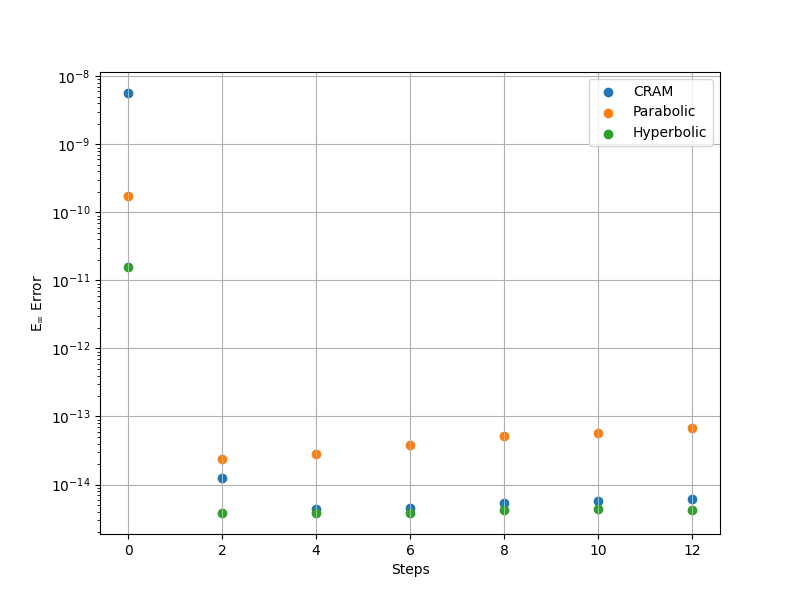 CRAM
Parabolic
Hyperbolic
E∞ Error
10⁻⁸
10⁻⁹
10⁻¹⁰
10⁻¹¹
10⁻¹²
10⁻¹³
10⁻¹⁴
0 2 4 6 8 10 12
Steps